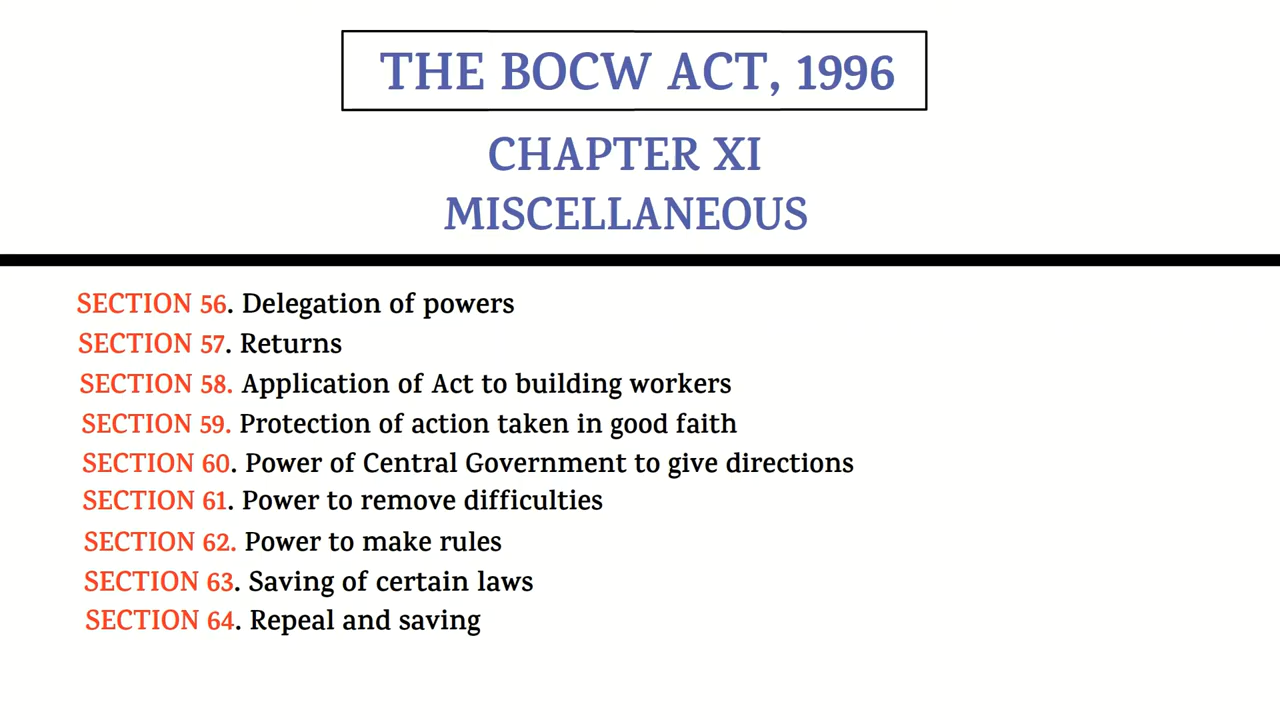 THE BOCW ACT, 1996
CHAPTER XI
MISCELLANEOUS
SECTION 56. Delegation of powers
SECTION 57. Returns
SECTION 58. Application of Act to building workers
SECTION 59. Protection of action taken in good faith
SECTION 60. Power of Central Government to give directions
SECTION 61. Power to remove difficulties
SECTION 62. Power to make rules
SECTION 63. Saving of certain laws
SECTION 64. Repeal and saving